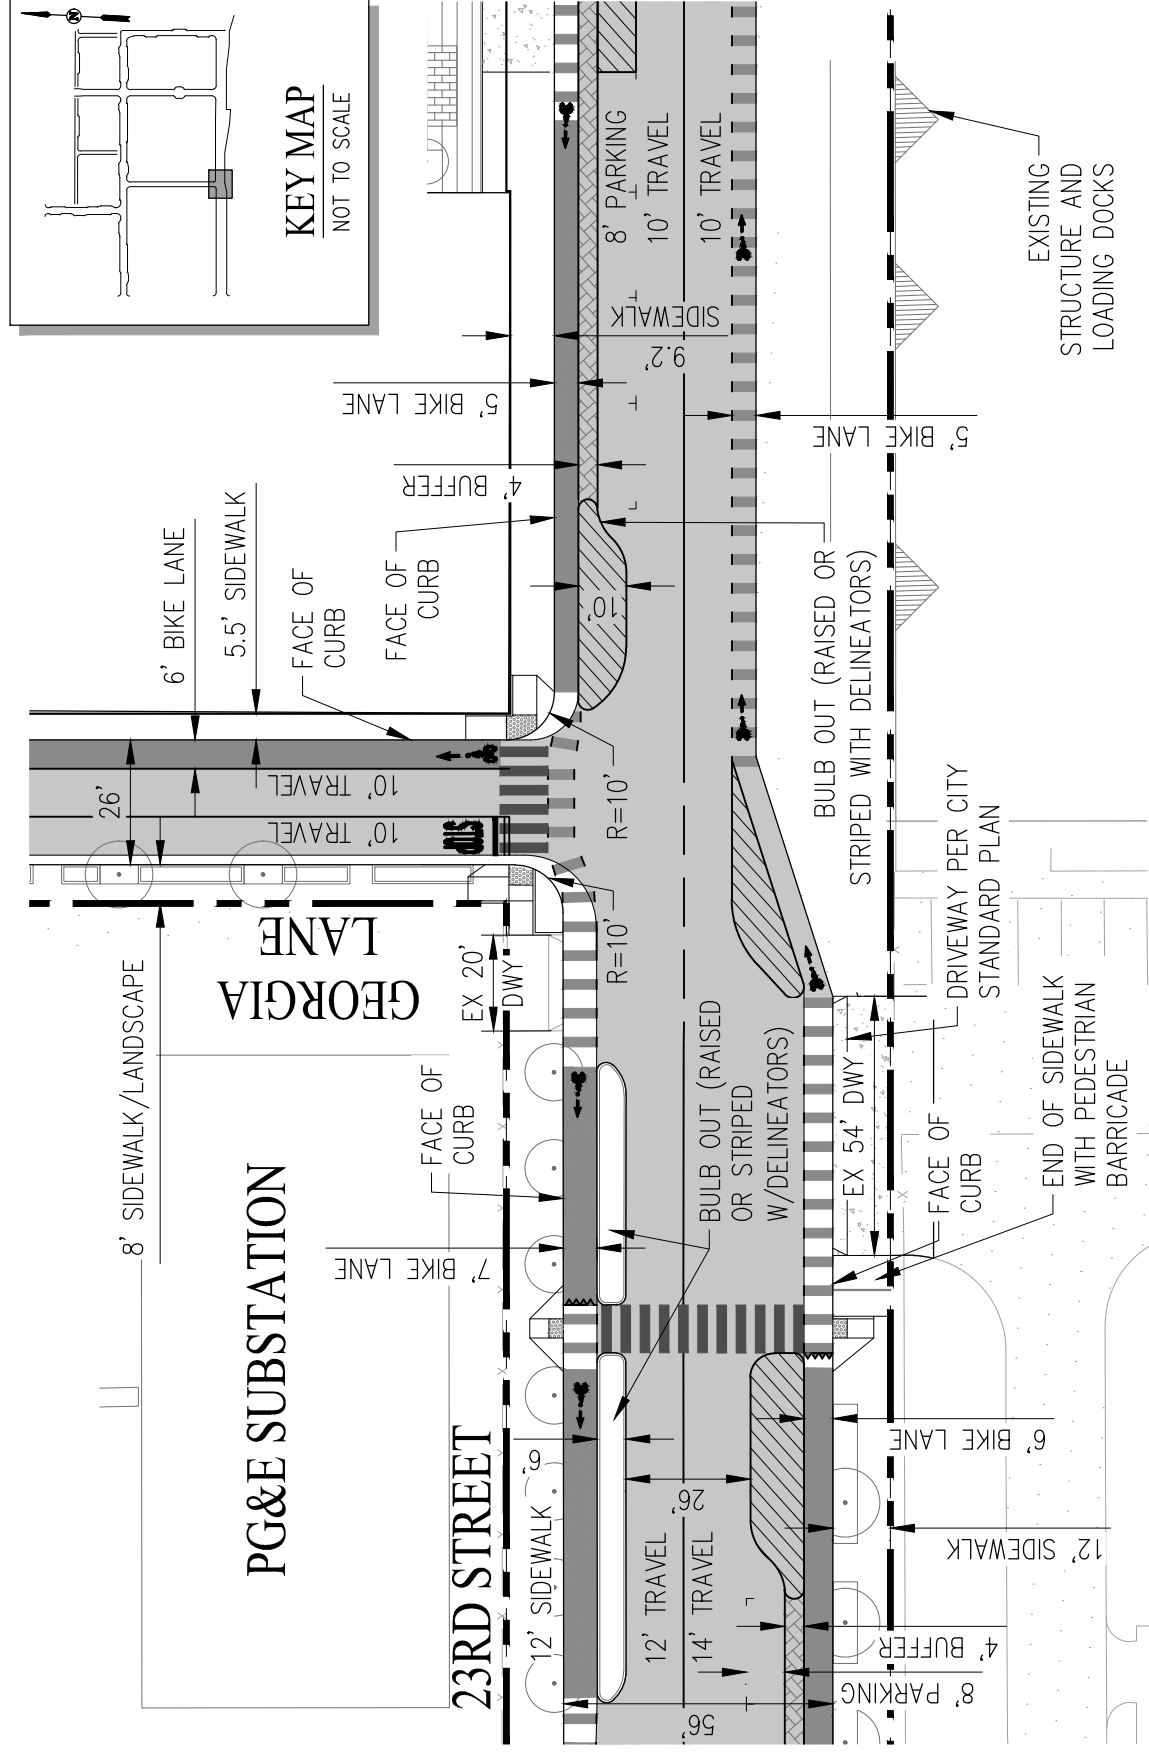 N
KEY MAP
NOT TO SCALE
8' PARKING
10' TRAVEL
10' TRAVEL
EXISTING
STRUCTURE AND
LOADING DOCKS
9.2'
SIDEWALK
5' BIKE LANE
5' BIKE LANE
4' BUFFER
FACE OF
CURB
10'
6' BIKE LANE
5.5' SIDEWALK
FACE OF
CURB
26'
10' TRAVEL
10' TRAVEL
STOP
R=10'
R=10'
BULB OUT (RAISED OR
STRIPED WITH DELINEATORS)
DRIVEWAY PER CITY
STANDARD PLAN
GEORGIA
LANE
EX 20'
DWY
8' SIDEWALK/LANDSCAPE
PG&E SUBSTATION
FACE OF
CURB
7' BIKE LANE
BULB OUT (RAISED
OR STRIPED
W/DELINEATORS)
EX 54' DWY
FACE OF
CURB
END OF SIDEWALK
WITH PEDESTRIAN
BARRICADE
23RD STREET
12' SIDEWALK
6'
26'
12' TRAVEL
14' TRAVEL
6' BIKE LANE
12' SIDEWALK
4' BUFFER
8' PARKING
56'